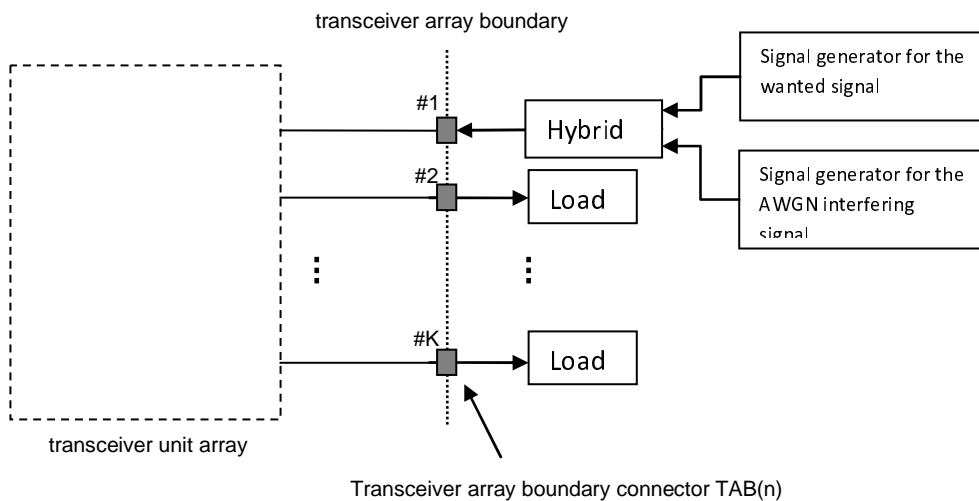 transceiver array boundary
Signal generator for the
wanted signal
#1
Hybrid
#2
Load
Signal generator for the
AWGN interfering
signal
#K
Load
transceiver unit array
Transceiver array boundary connector TAB(n)